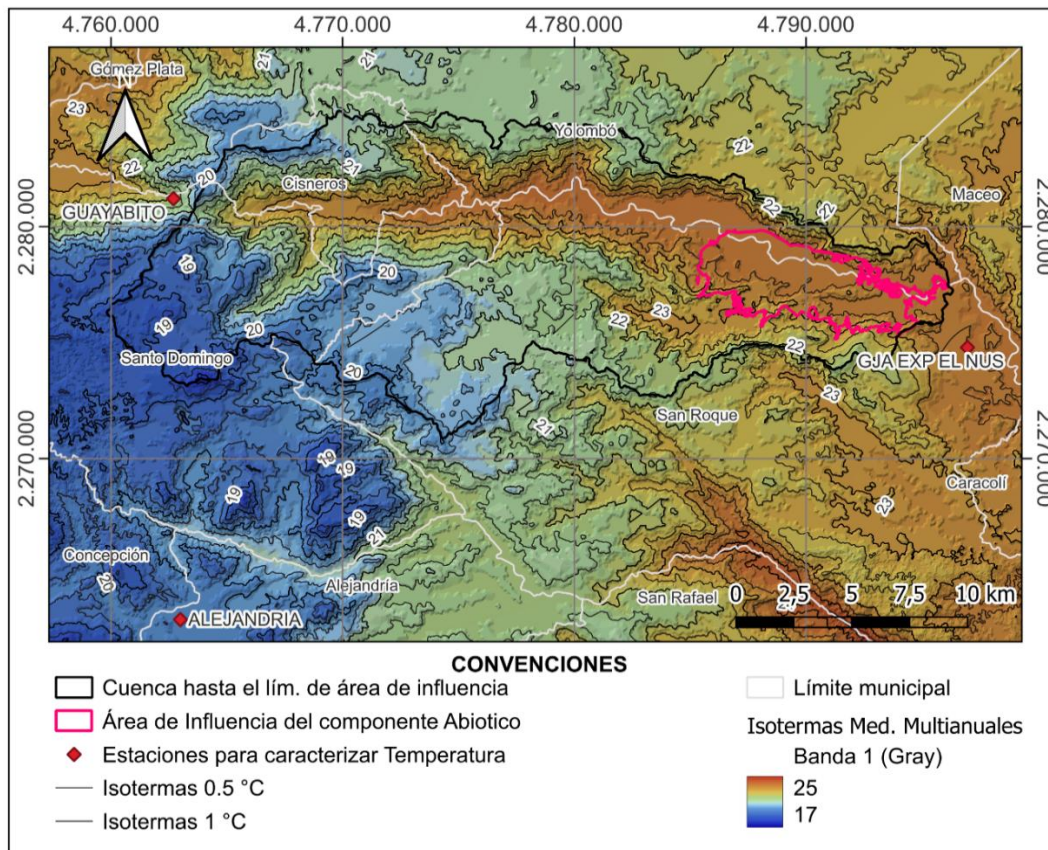 4.760.000 4.770.000 4.780.000 4.790.000
Gómez Plata
21
21
23
Yolombó
22
22
20
21
Cisneros
22
22
Maceo
GUAYABITO
2.280.000
2.280.000
19
20
23
22
19
20
Santo Domingo
20
22
GJA EXP EL NUS
23
San Roque
21
2.270.000
2.270.000
19
19
19
19
Caracolí
23
21
Concepción
20
Alejandría
San Rafael
0 2,5 5 7,5 10 km
ALEJANDRIA
CONVENCIONES
Cuenca hasta el lím. de área de influencia
Área de Influencia del componente Abiotico
Estaciones para caracterizar Temperatura
Isotermas 0.5 °C
Isotermas 1 °C
Límite municipal
Isotermas Med. Multianuales
Banda 1 (Gray)
25
17